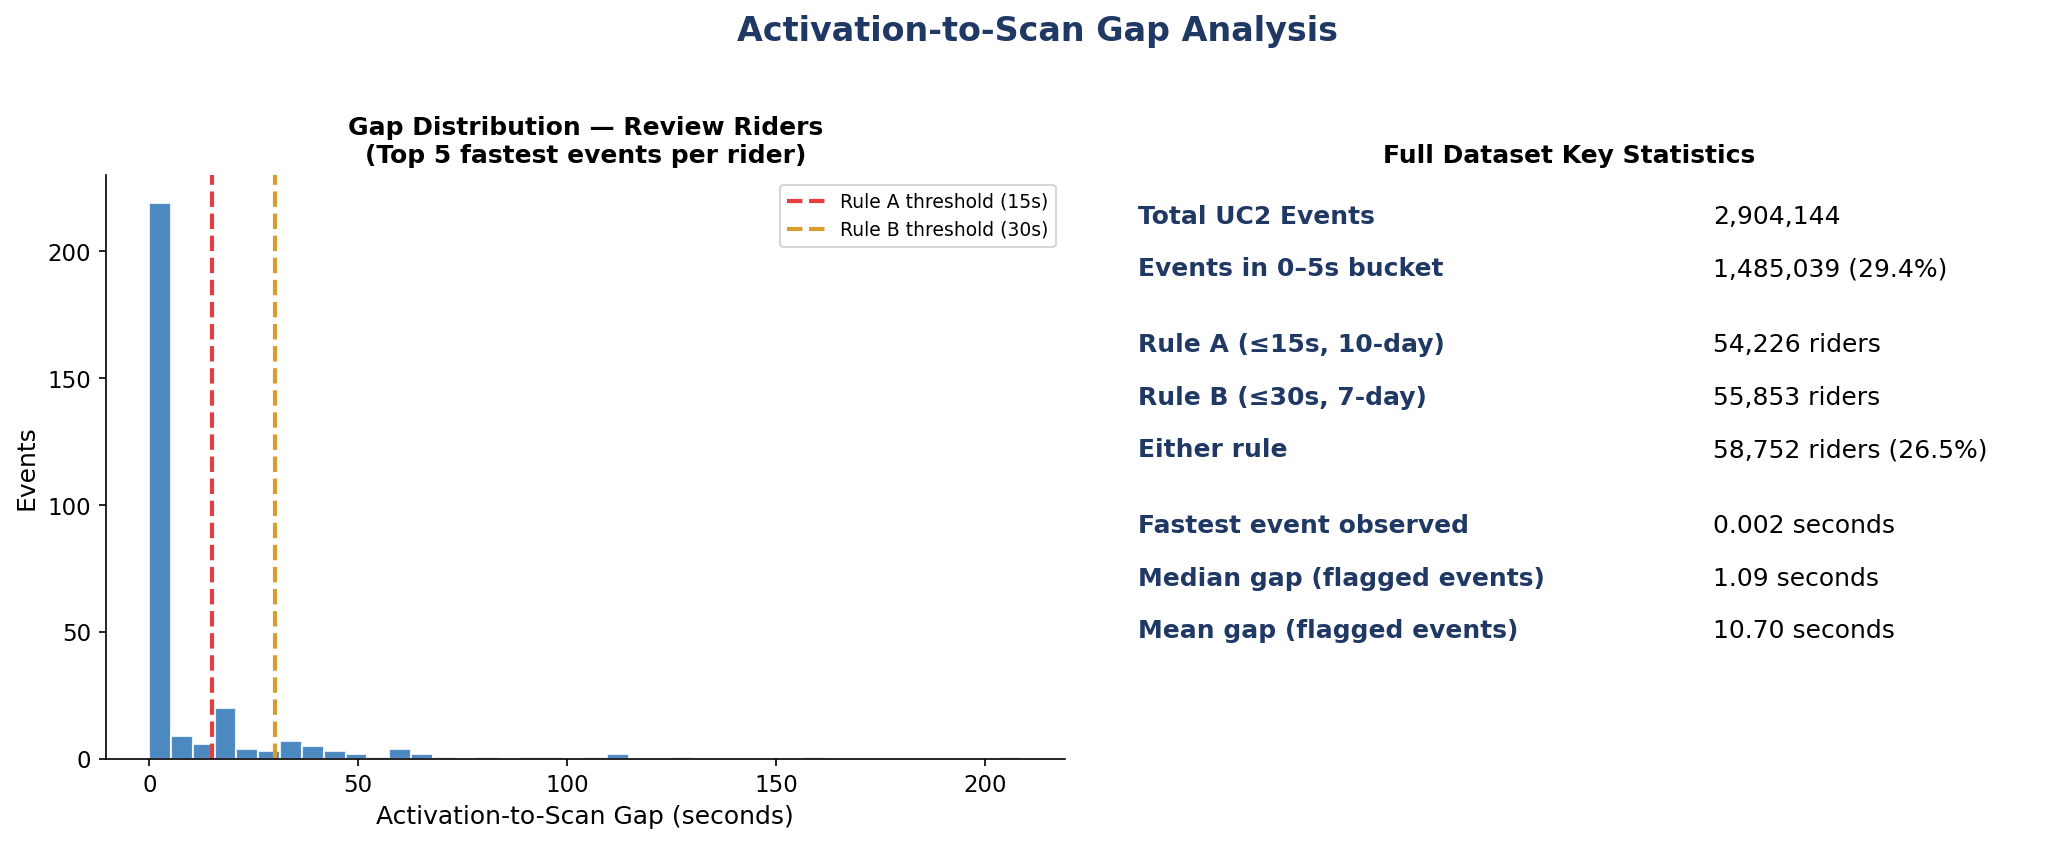 Activation-to-Scan Gap Analysis
Gap Distribution — Review Riders
(Top 5 fastest events per rider)
Rule A threshold (15s)
Rule B threshold (30s)
Events
200
150
100
50
0
0 50 100 150 200
Activation-to-Scan Gap (seconds)
Full Dataset Key Statistics
Total UC2 Events 2,904,144
Events in 0–5s bucket 1,485,039 (29.4%)
Rule A (≤15s, 10-day) 54,226 riders
Rule B (≤30s, 7-day) 55,853 riders
Either rule 58,752 riders (26.5%)
Fastest event observed 0.002 seconds
Median gap (flagged events) 1.09 seconds
Mean gap (flagged events) 10.70 seconds